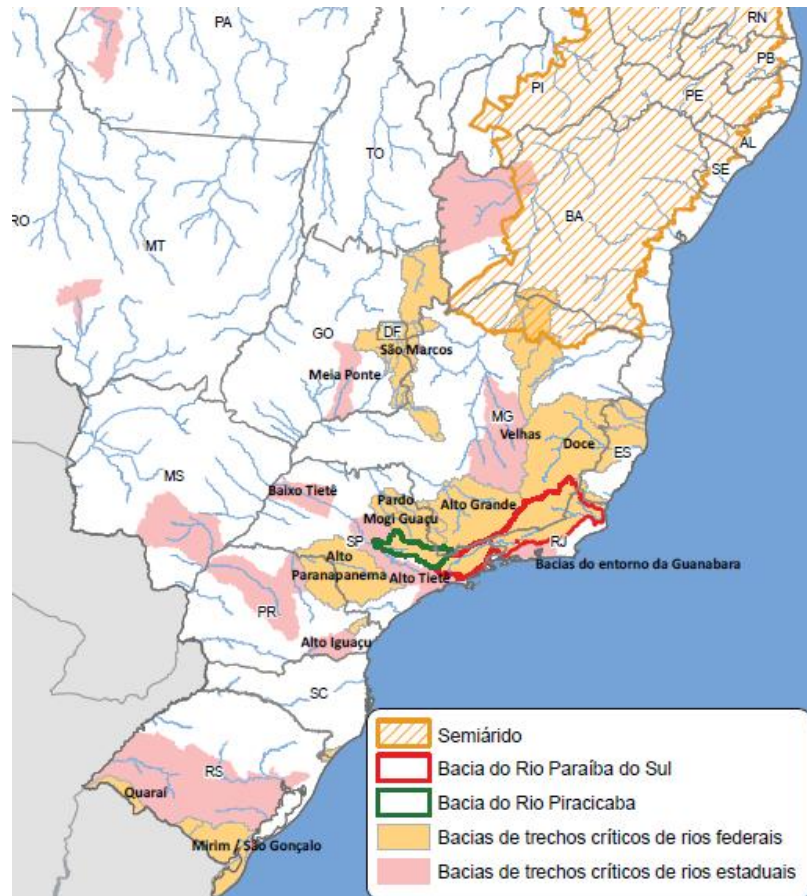 PA
RN
PB
PI
PE
TO
AL
SE
RO
MT
BA
GO
DF
São Marcos
Meia Ponte
MG
Velhas
Doce
ES
MS
Baixo Tietê
Pardo
Alto Grande
Mogi Guaçu
SP
RJ
Alto
Paranapanema
Alto Tietê
Bacias do entorno da Guanabara
PR
Alto Iguaçu
SC
RS
Quaraí
Mirim / São Gonçalo
Semiárido
Bacia do Rio Paraíba do Sul
Bacia do Rio Piracicaba
Bacias de trechos críticos de rios federais
Bacias de trechos críticos de rios estaduais